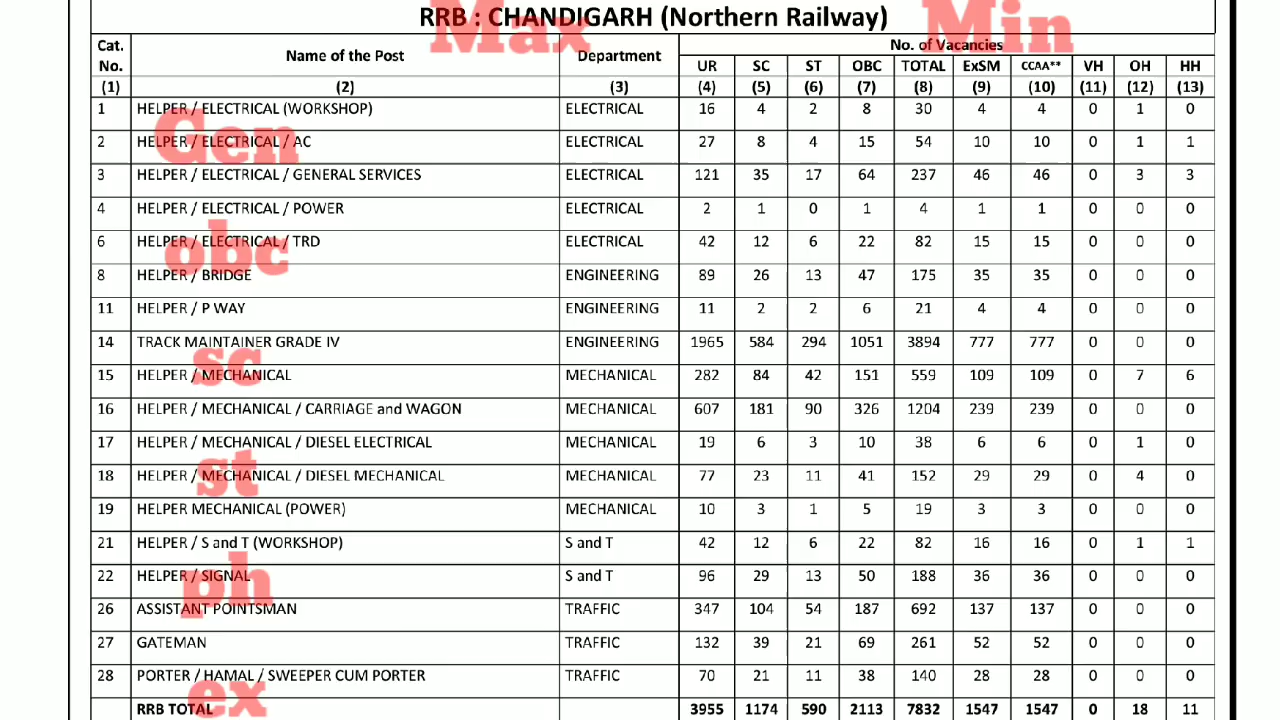 RRB : CHANDIGARH (Northern Railway)
Max Min
Cat. No. Name of the Post Department No. of Vacancies
UR SC ST OBC TOTAL ExSM CCAA** VH OH HH
(1) (2) (3) (4) (5) (6) (7) (8) (9) (10) (11) (12) (13)
1 HELPER / ELECTRICAL (WORKSHOP) ELECTRICAL 16 4 2 8 30 4 4 0 1 0
Gen
2 HELPER / ELECTRICAL / AC ELECTRICAL 27 8 4 15 54 10 10 0 1 1
3 HELPER / ELECTRICAL / GENERAL SERVICES ELECTRICAL 121 35 17 64 237 46 46 0 3 3
4 HELPER / ELECTRICAL / POWER ELECTRICAL 2 1 0 1 4 1 1 0 0 0
6 HELPER / ELECTRICAL / TRD ELECTRICAL 42 12 6 22 82 15 15 0 0 0
obc
8 HELPER / BRIDGE ENGINEERING 89 26 13 47 175 35 35 0 0 0
11 HELPER / P WAY ENGINEERING 11 2 2 6 21 4 4 0 0 0
14 TRACK MAINTAINER GRADE IV ENGINEERING 1965 584 294 1051 3894 777 777 0 0 0
sc
15 HELPER / MECHANICAL MECHANICAL 282 84 42 151 559 109 109 0 7 6
16 HELPER / MECHANICAL / CARRIAGE and WAGON MECHANICAL 607 181 90 326 1204 239 239 0 0 0
17 HELPER / MECHANICAL / DIESEL ELECTRICAL MECHANICAL 19 6 3 10 38 6 6 0 1 0
st
18 HELPER / MECHANICAL / DIESEL MECHANICAL MECHANICAL 77 23 11 41 152 29 29 0 4 0
19 HELPER MECHANICAL (POWER) MECHANICAL 10 3 1 5 19 3 3 0 0 0
21 HELPER / S and T (WORKSHOP) S and T 42 12 6 22 82 16 16 0 1 1
22 HELPER / SIGNAL S and T 96 29 13 50 188 36 36 0 0 0
ph
26 ASSISTANT POINTSMAN TRAFFIC 347 104 54 187 692 137 137 0 0 0
27 GATEMAN TRAFFIC 132 39 21 69 261 52 52 0 0 0
28 PORTER / HAMAL / SWEEPER CUM PORTER TRAFFIC 70 21 11 38 140 28 28 0 0 0
ex
RRB TOTAL 3955 1174 590 2113 7832 1547 1547 0 18 11